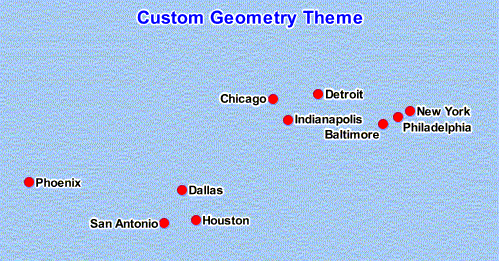 Custom Geometry Theme
Detroit
Chicago
New York
Indianapolis
Philadelphia
Baltimore
Phoenix
Dallas
Houston
San Antonio